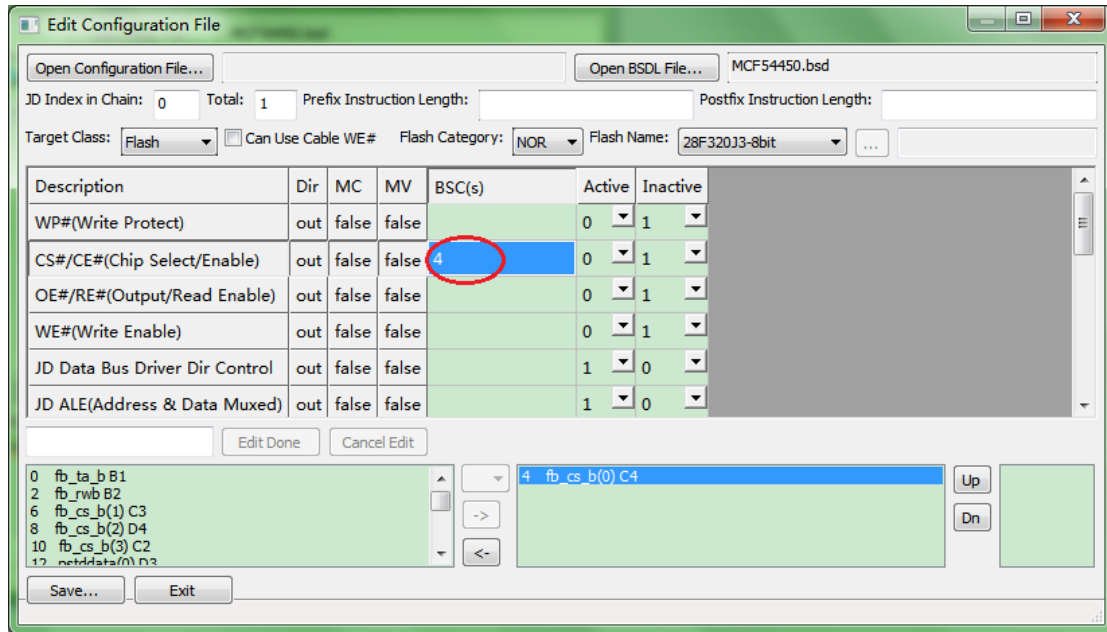 Edit Configuration File
Open Configuration File... Open BSDL File... MCF54450.bsd
JD Index in Chain: 0 Total: 1 Prefix Instruction Length: Postfix Instruction Length:
Target Class: Flash Can Use Cable WE# Flash Category: NOR Flash Name: 28F320J3-8bit ...
Description Dir MC MV BSC(s) Active Inactive
WP#(Write Protect) out false false 0 1
CS#/CE#(Chip Select/Enable) out false false 4 0 1
OE#/RE#(Output/Read Enable) out false false 0 1
WE#(Write Enable) out false false 0 1
JD Data Bus Driver Dir Control out false false 1 0
JD ALE(Address & Data Muxed) out false false 1 0
Edit Done Cancel Edit
0 fb_ta_b B1 4 fb_cs_b(0) C4 Up
2 fb_rwb B2
6 fb_cs_b(1) C3 -> Dn
8 fb_cs_b(2) D4
10 fb_cs_b(3) C2 <-
12 pstddata(0) D3
Save... Exit